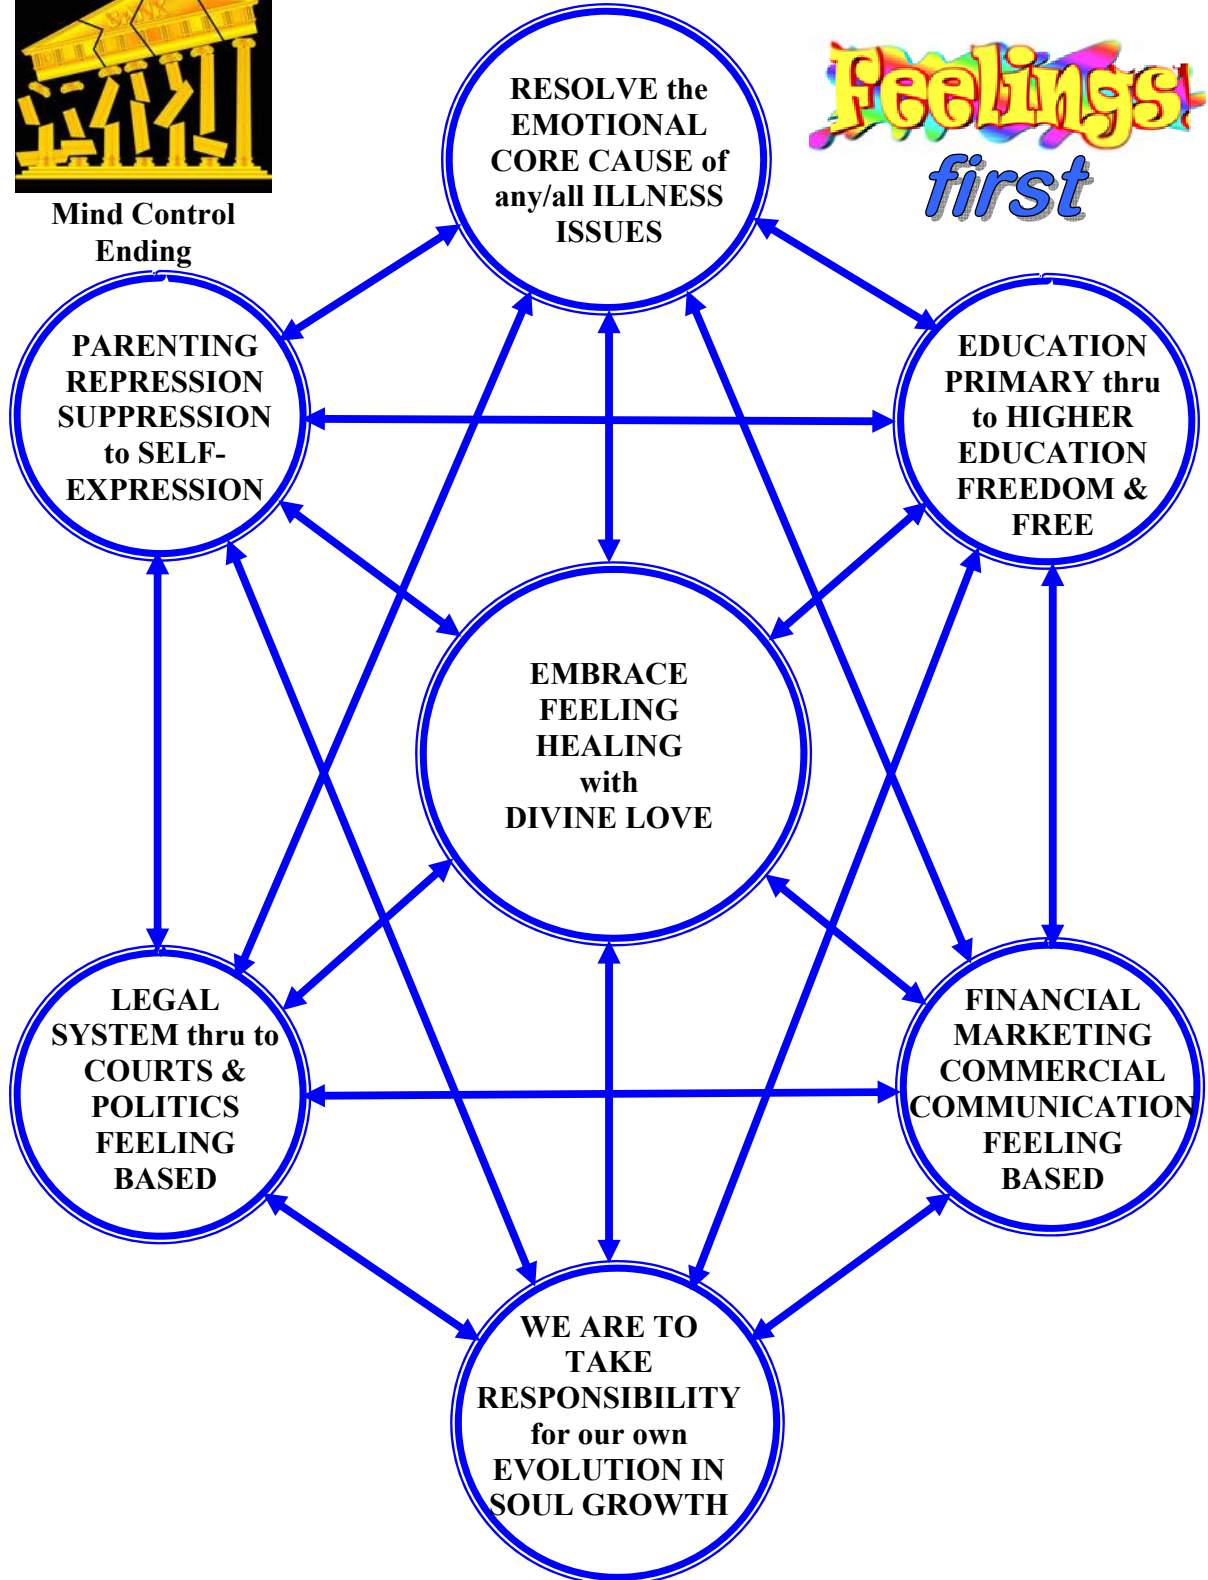 BANK
Mind Control
Ending
Feelings
first
RESOLVE the
EMOTIONAL
CORE CAUSE of
any/all ILLNESS
ISSUES
PARENTING
REPRESSION
SUPPRESSION
to SELF-
EXPRESSION
EDUCATION
PRIMARY thru
to HIGHER
EDUCATION
FREEDOM &
FREE
EMBRACE
FEELING
HEALING
with
DIVINE LOVE
LEGAL
SYSTEM thru to
COURTS &
POLITICS
FEELING
BASED
FINANCIAL
MARKETING
COMMERCIAL
COMMUNICATION
FEELING
BASED
WE ARE TO
TAKE
RESPONSIBILITY
for our own
EVOLUTION IN
SOUL GROWTH